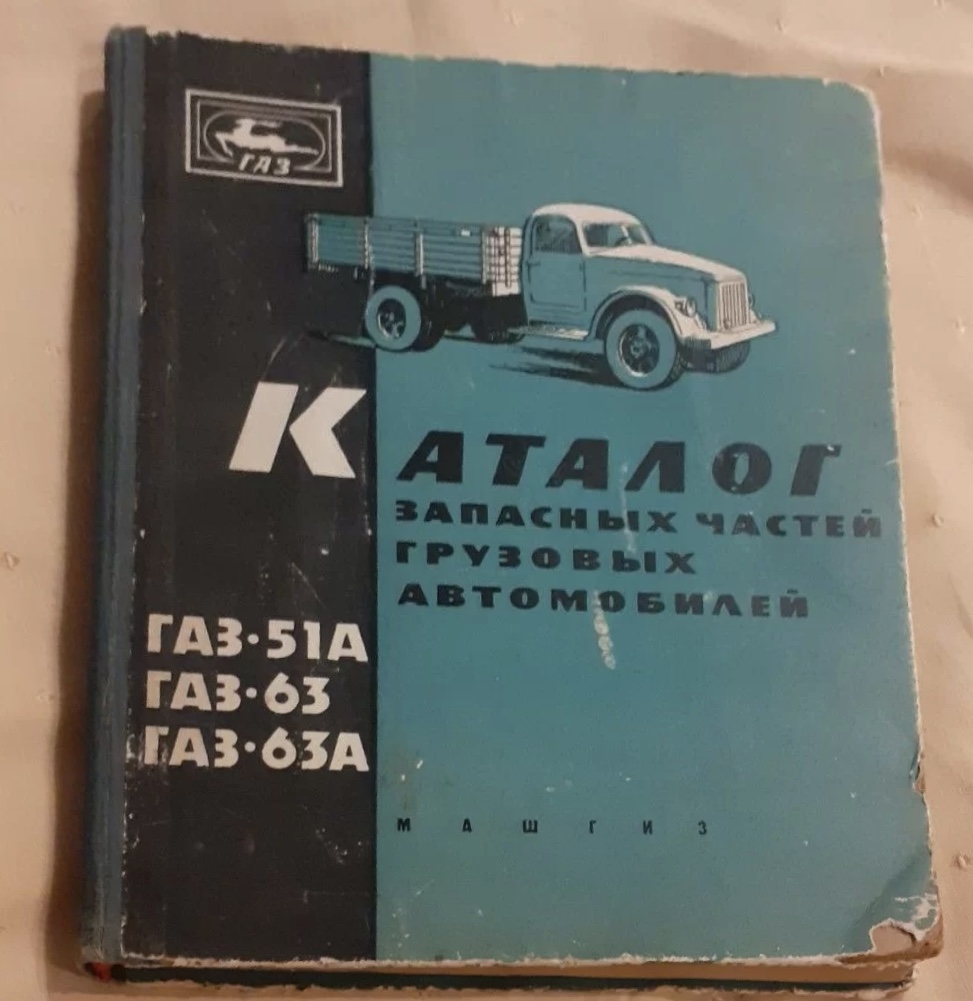 ГАЗ
КАТАЛОГ
ЗАПАСНЫХ ЧАСТЕЙ
ГРУЗОВЫХ
АВТОМОБИЛЕЙ
ГАЗ·51А
ГАЗ·63
ГАЗ·63А
МАШГИЗ